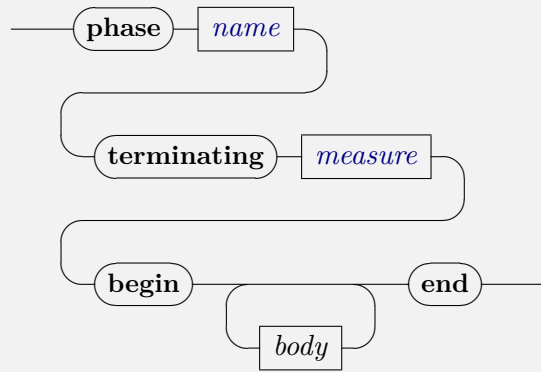 phase name
terminating measure
begin end
body